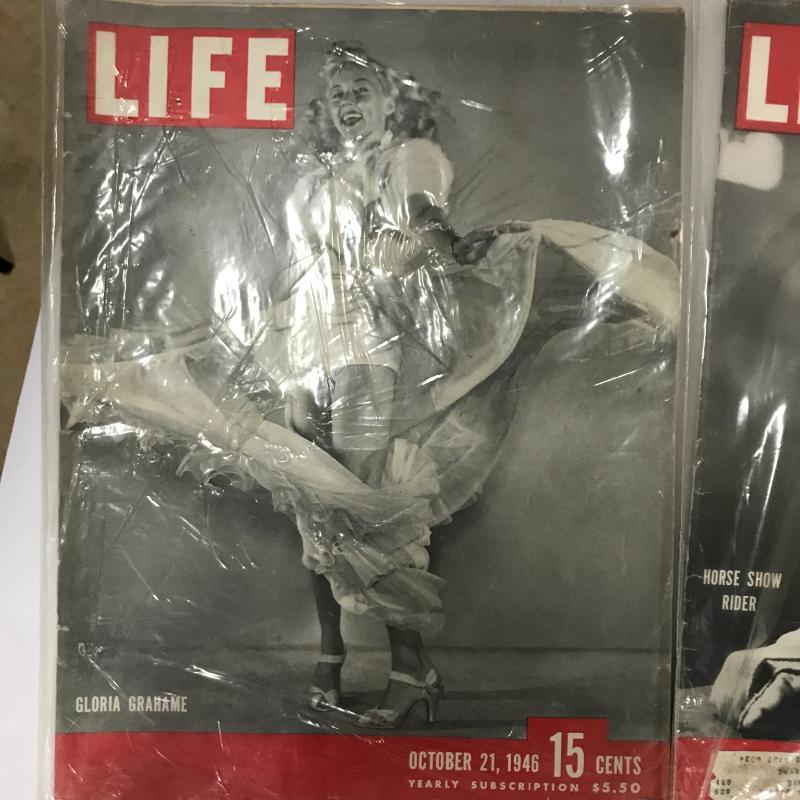 LIFE
GLORIA GRAHAME
OCTOBER 21, 1946 15 CENTS
YEARLY SUBSCRIPTION $5.50
LI
HORSE SHOW
RIDER